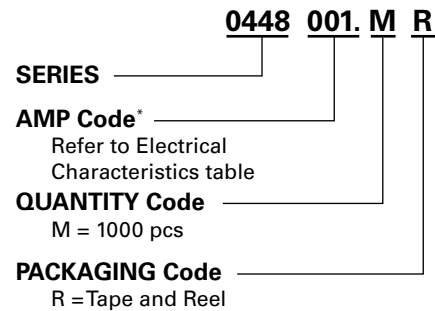 0448 001. M R
SERIES
AMP Code*
Refer to Electrical
Characteristics table
QUANTITY Code
M = 1000 pcs
PACKAGING Code
R = Tape and Reel